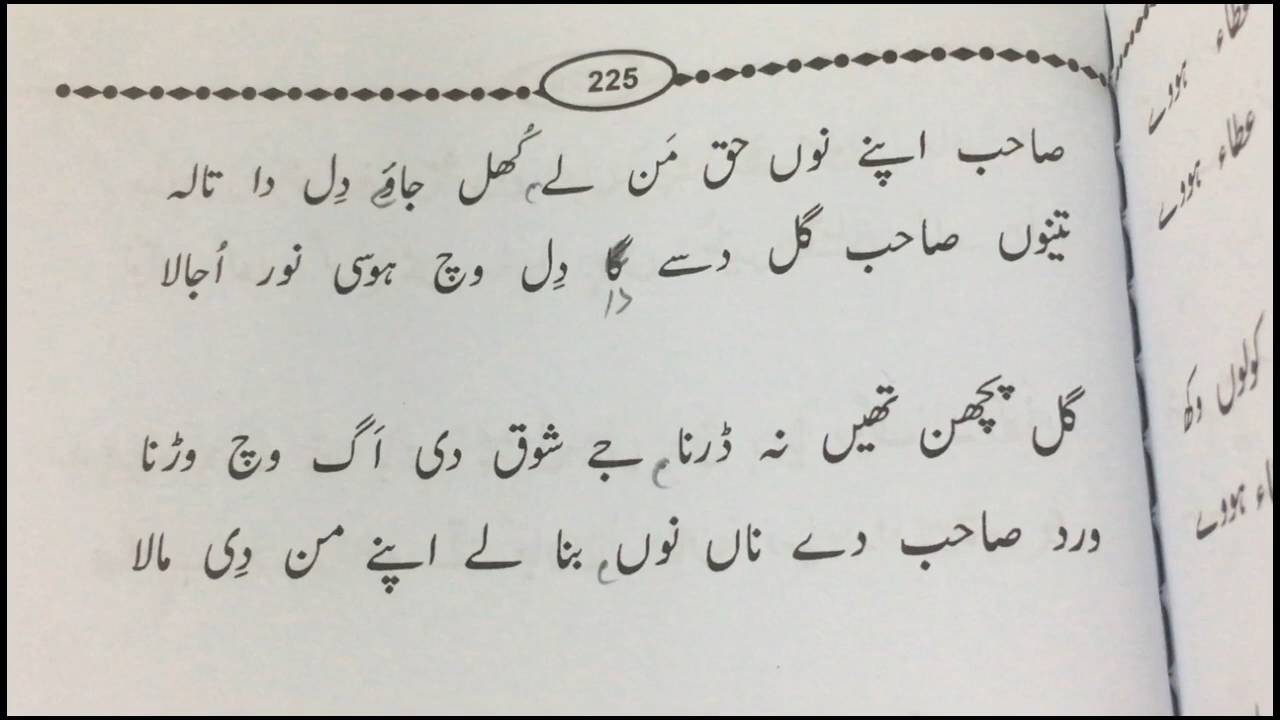 225
صاحب اپنے نوں حق مَن لے، کُھل جاوَے دِل دا تالہ
تینوں صاحب گل دسے گا دِل وچ ہوسی نور اُجالا
دا
گل پچھن تھیں نہ ڈرنا، جے شوق دی اَگ وچ وڑنا
ورد صاحب دے ناں نوں، بنا لے اپنے من دِی مالا
عطاء ہووے
عطاء ہووے
کولوں وکھ
ہووے